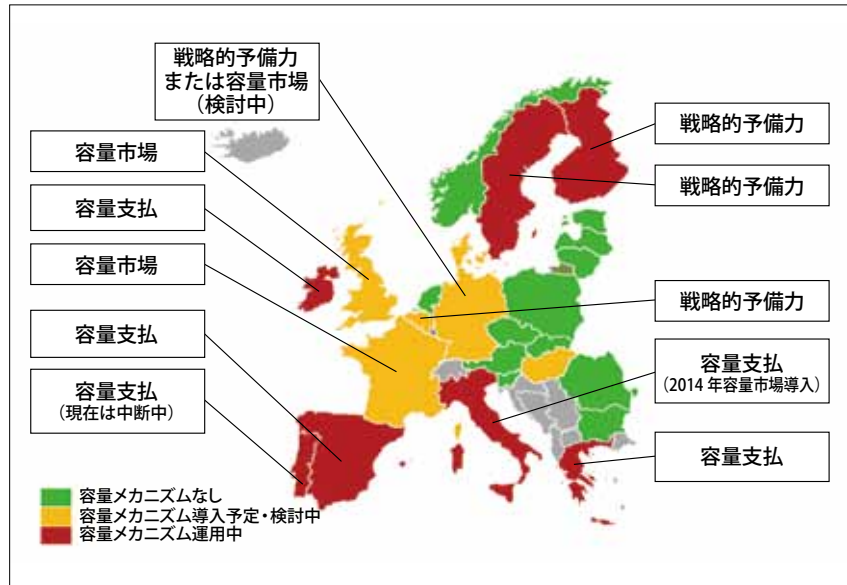 戦略的予備力
または容量市場
（検討中）
容量市場
容量支払
容量市場
容量支払
容量支払
（現在は中断中）
戦略的予備力
戦略的予備力
戦略的予備力
容量支払
（2014 年容量市場導入）
容量支払
容量メカニズムなし
容量メカニズム導入予定・検討中
容量メカニズム運用中